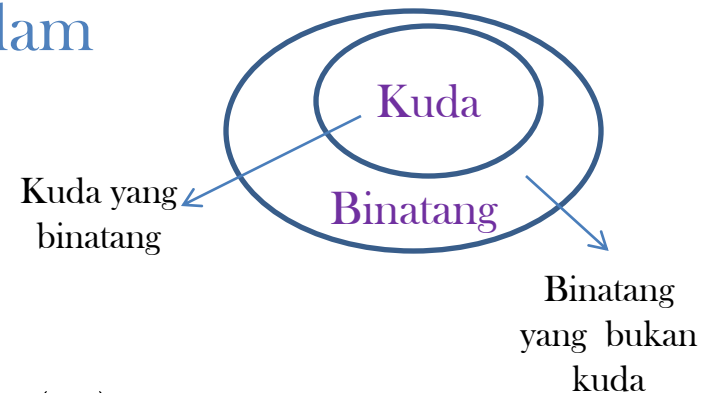 lam
Kuda
Kuda yang
binatang
Binatang
Binatang
yang bukan
kuda